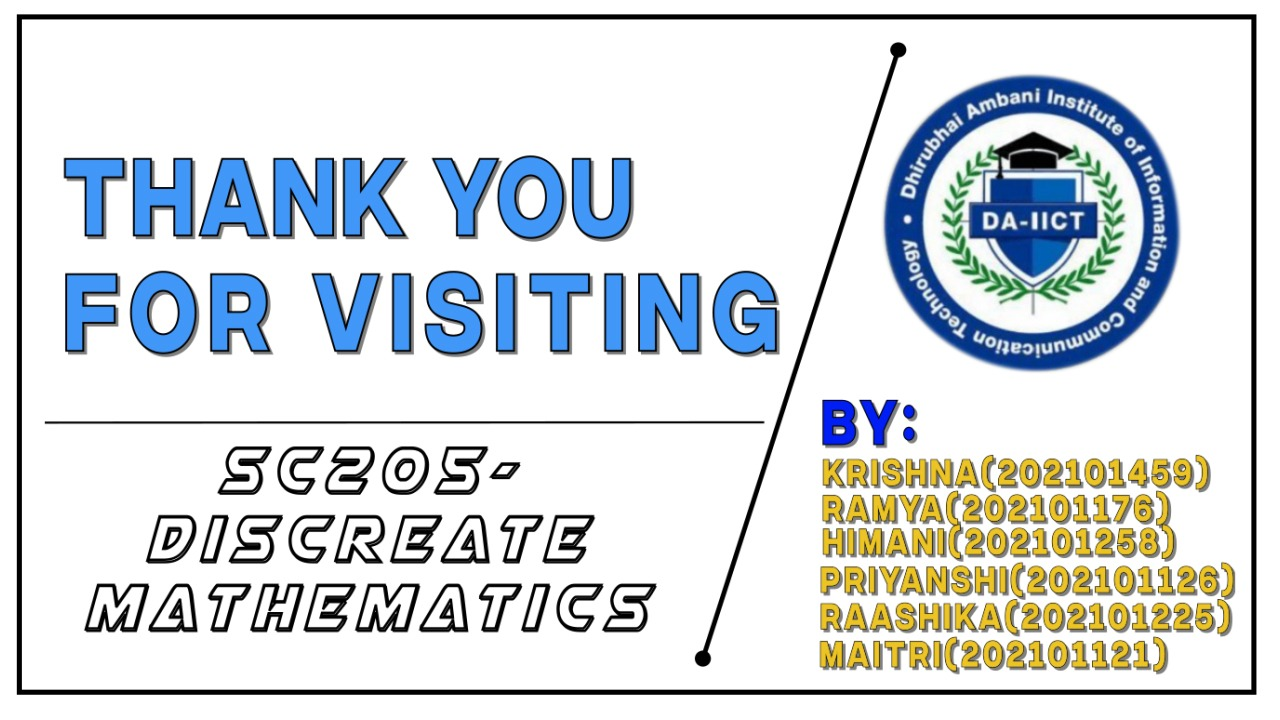 THANK YOU
FOR VISITING
SC205-
DISCREATE
MATHEMATICS
Dhirubhai Ambani Institute of Information and Communication Technology
DA-IICT
BY:
KRISHNA(202101459)
RAMYA(202101176)
HIMANI(202101258)
PRIYANSHI(202101126)
RAASHIKA(202101225)
MAITRI(202101121)